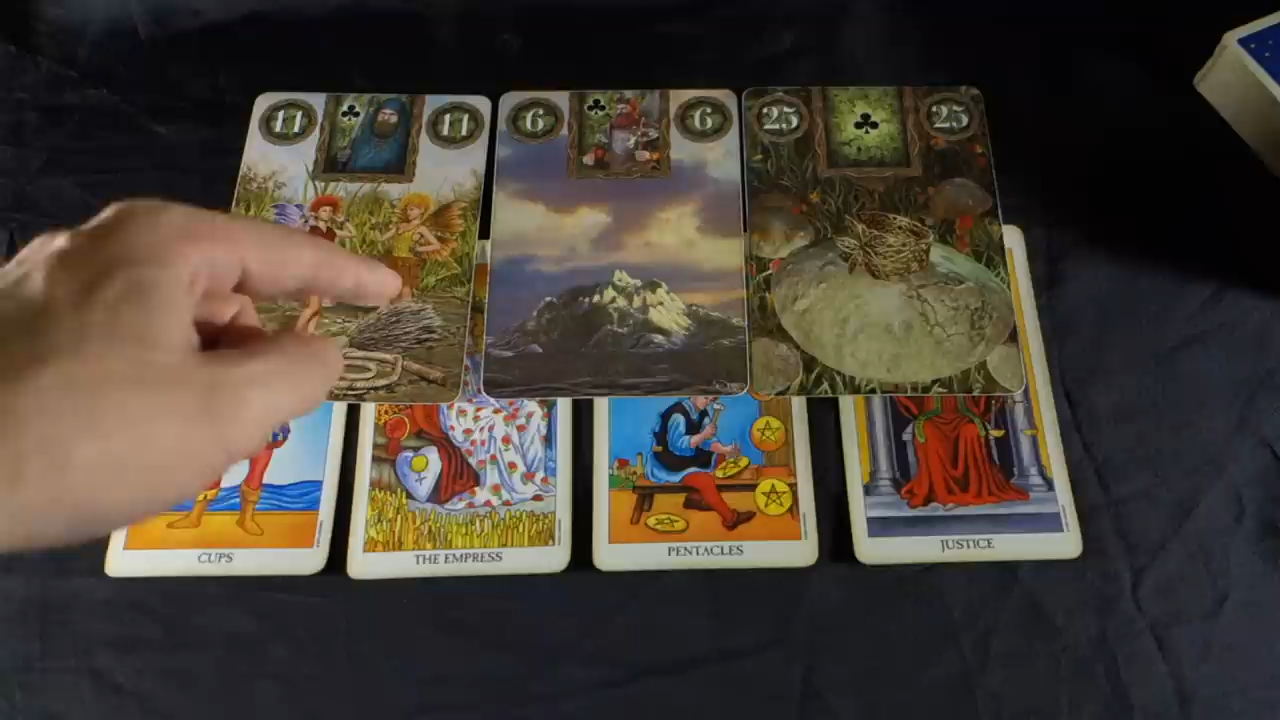 11 11
6 6
25 25
CUPS
THE EMPRESS
PENTACLES
JUSTICE